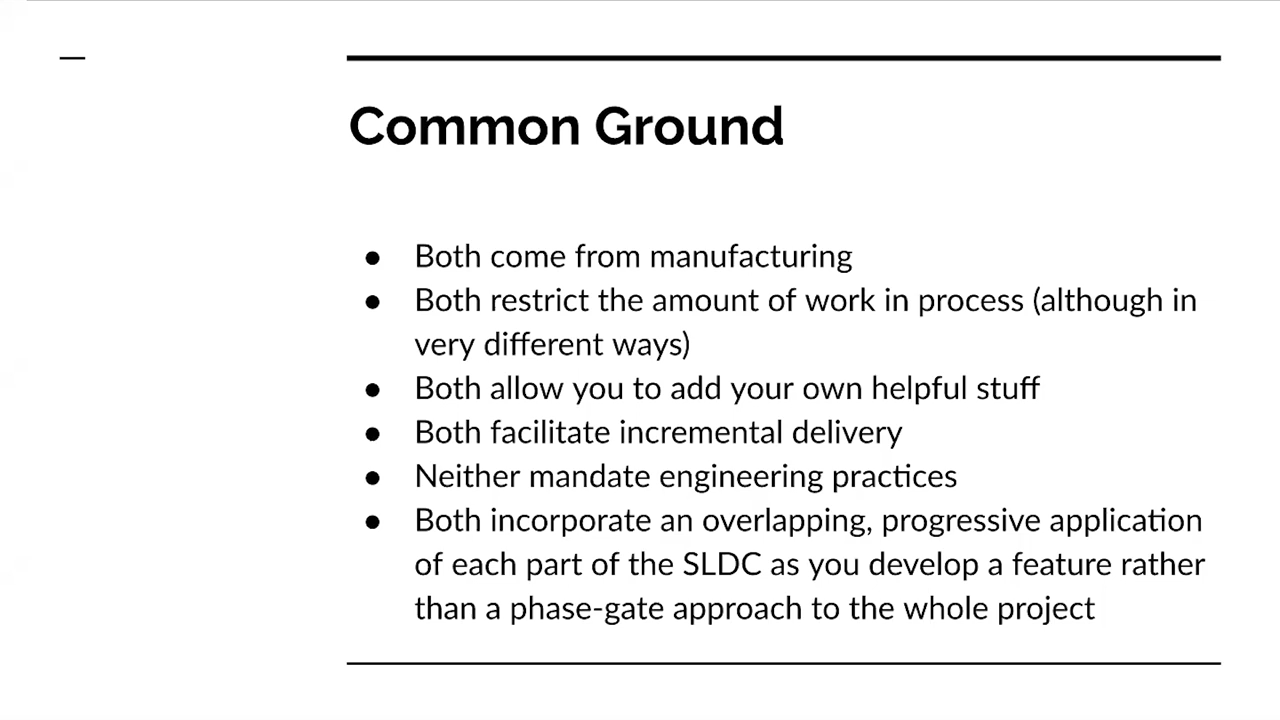 Common Ground
● Both come from manufacturing
● Both restrict the amount of work in process (although in
very different ways)
● Both allow you to add your own helpful stuff
● Both facilitate incremental delivery
● Neither mandate engineering practices
● Both incorporate an overlapping, progressive application
of each part of the SLDC as you develop a feature rather
than a phase-gate approach to the whole project